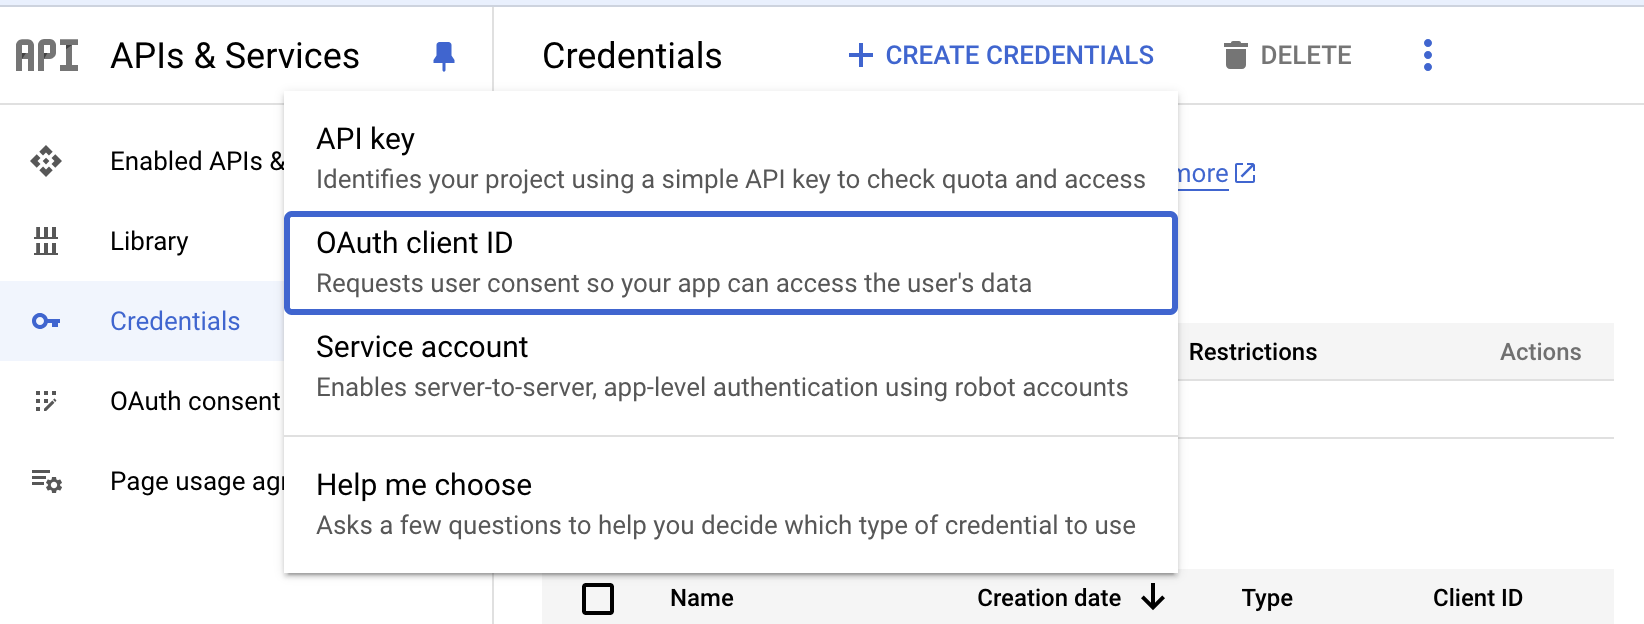 API APIs & Services
Credentials
CREATE CREDENTIALS
DELETE
Enabled APIs &
Library
Credentials
OAuth consent
Page usage agr
API key
Identifies your project using a simple API key to check quota and access
OAuth client ID
Requests user consent so your app can access the user's data
Service account
Enables server-to-server, app-level authentication using robot accounts
Help me choose
Asks a few questions to help you decide which type of credential to use
more
Restrictions Actions
Name Creation date Type Client ID